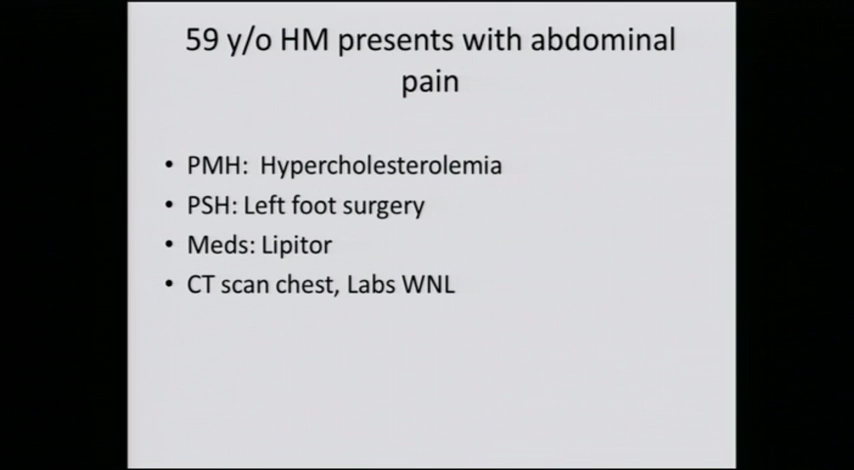 59 y/o HM presents with abdominal
pain
• PMH:  Hypercholesterolemia
• PSH: Left foot surgery
• Meds: Lipitor
• CT scan chest, Labs WNL